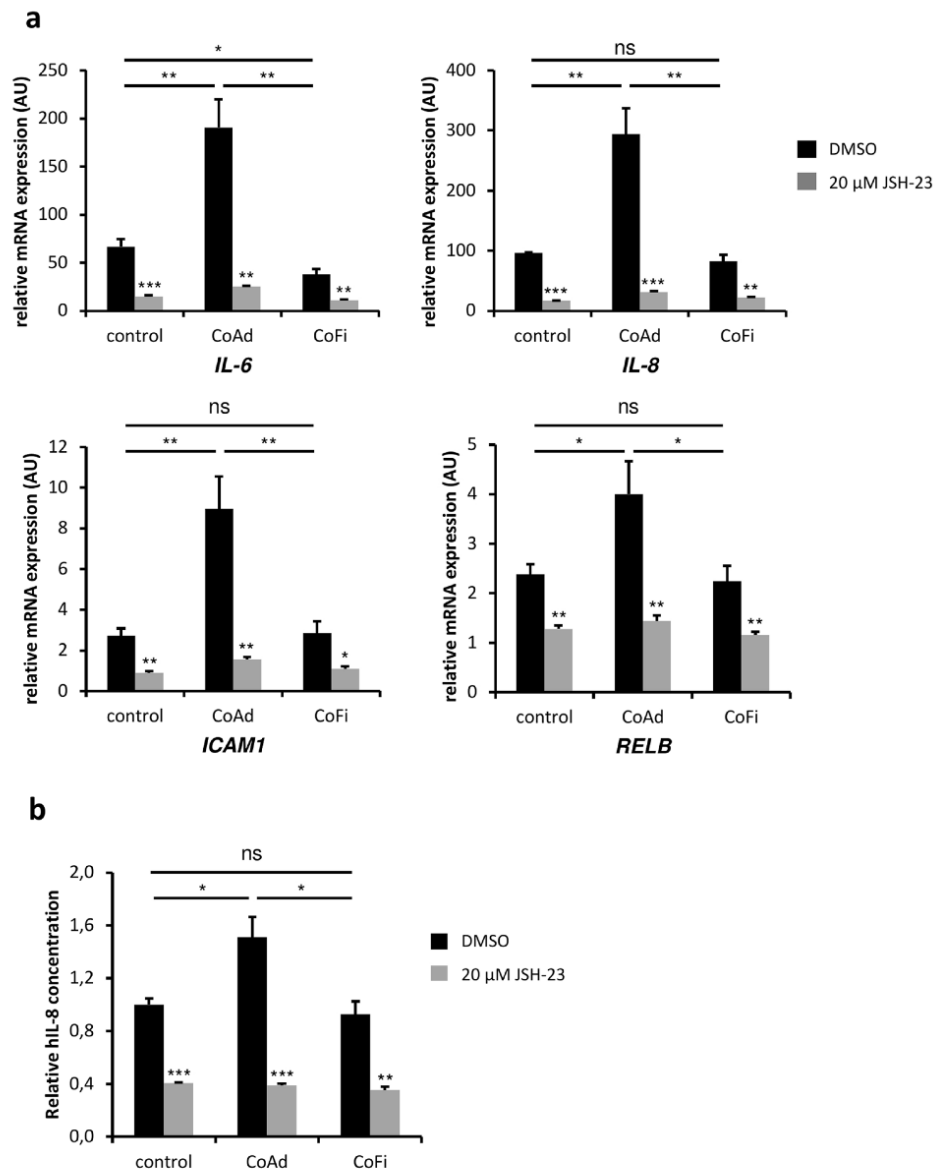 a
*
** **
relative mRNA expression (AU)
250
200
150
100
50
0
*** ** **
control CoAd CoFi
IL-6
ns
** **
relative mRNA expression (AU)
400
300
200
100
0
*** *** **
control CoAd CoFi
IL-8
DMSO
20 µM JSH-23
ns
** **
relative mRNA expression (AU)
12
10
8
6
4
2
0
** ** *
control CoAd CoFi
ICAM1
ns
* *
relative mRNA expression (AU)
5
4
3
2
1
0
** ** **
control CoAd CoFi
RELB
b
ns
* *
Relative hIL-8 concentration
2,0
1,6
1,2
0,8
0,4
0,0
*** *** **
control CoAd CoFi
DMSO
20 µM JSH-23